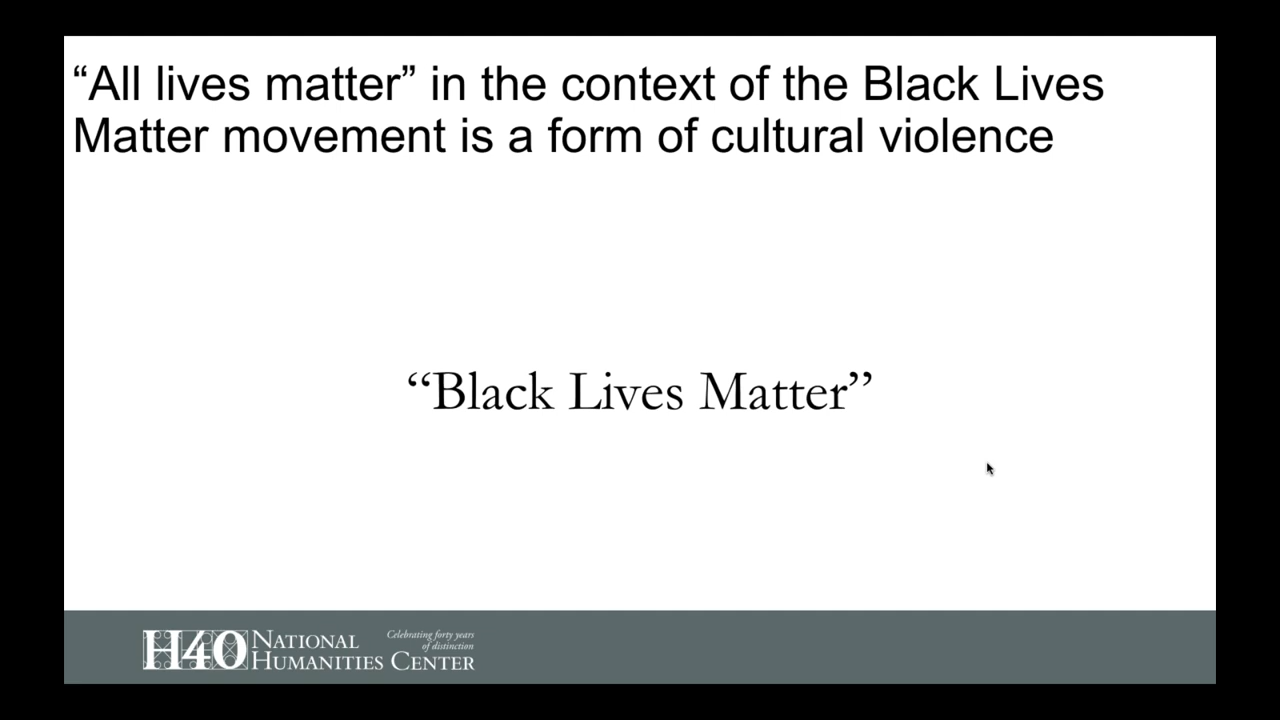 “All lives matter” in the context of the Black Lives
Matter movement is a form of cultural violence
“Black Lives Matter”
H40
NATIONAL
HUMANITIES CENTER
Celebrating forty years
of distinction